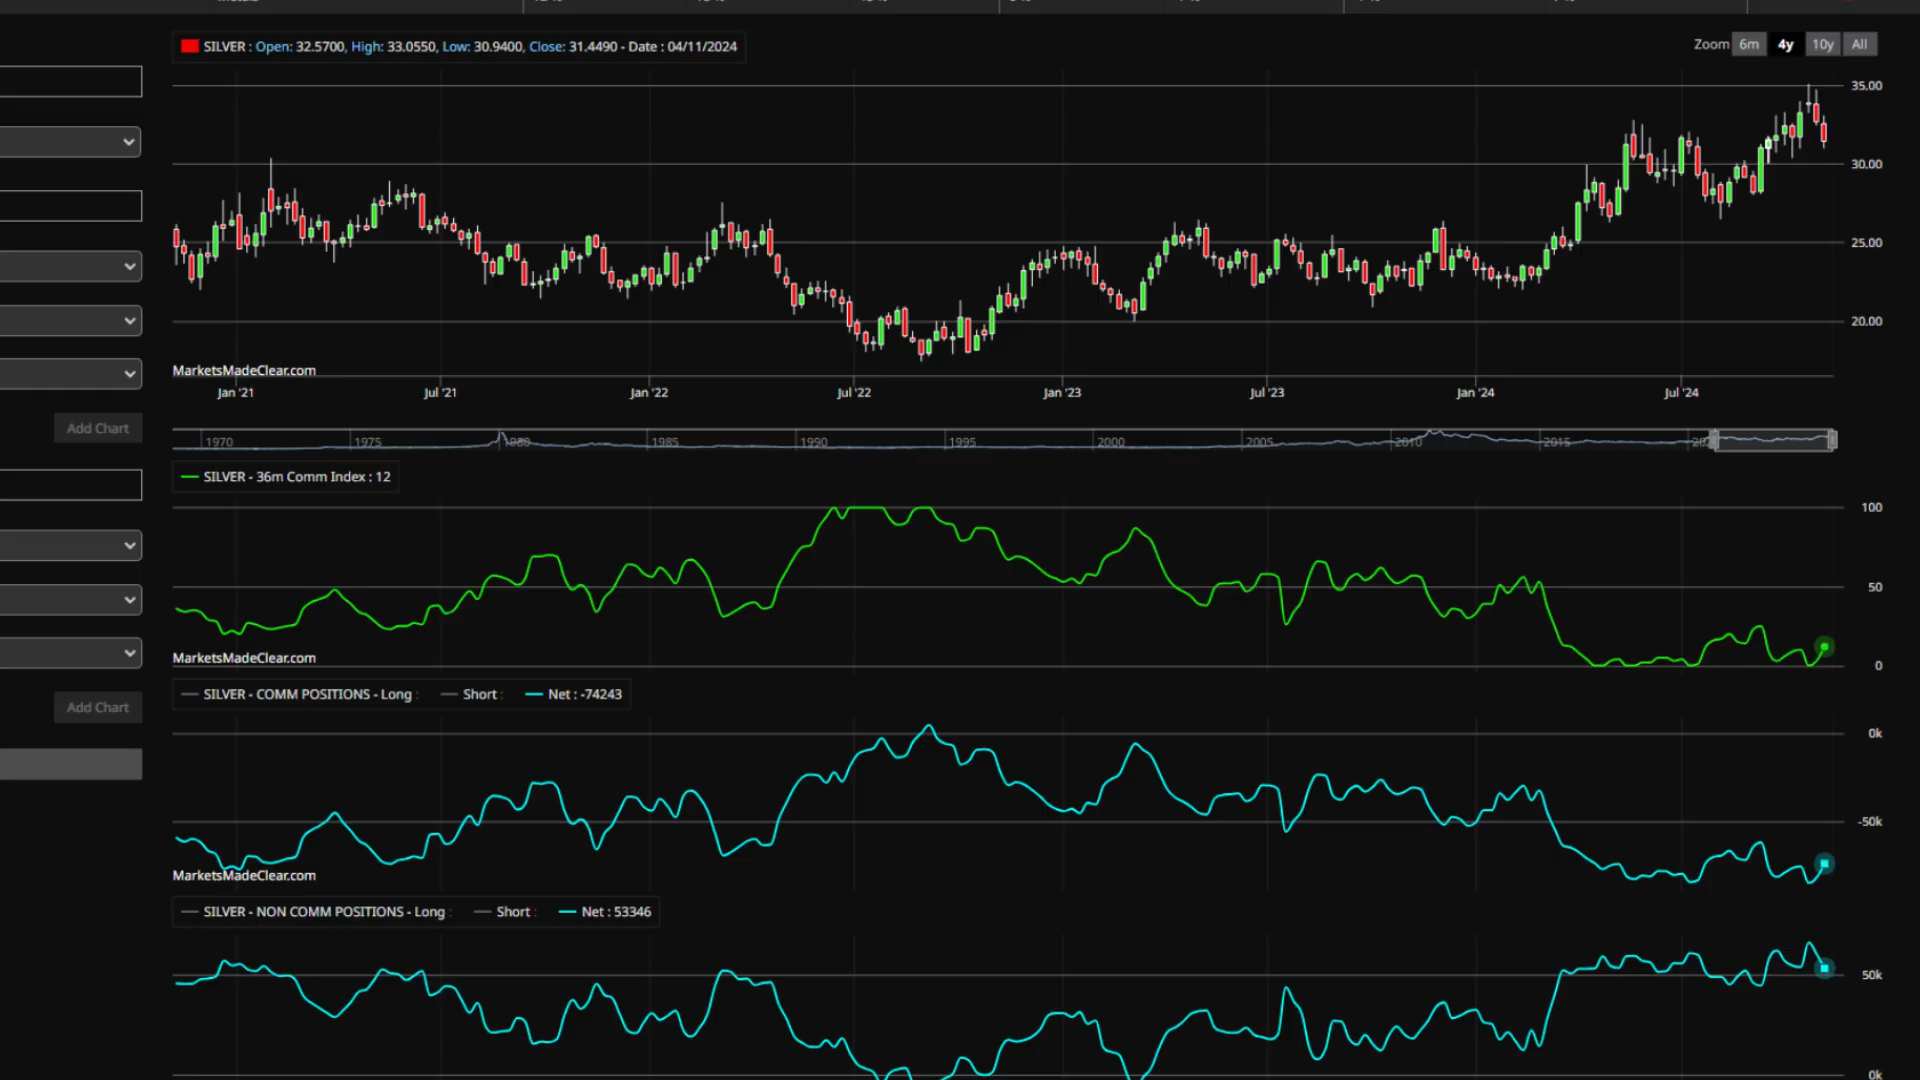 SILVER : Open: 32.5700, High: 33.0550, Low: 30.9400, Close: 31.4490 - Date : 04/11/2024
Zoom 6m 4y 10y All
35.00
30.00
25.00
20.00
MarketsMadeClear.com
Jan '21 Jul '21 Jan '22 Jul '22 Jan '23 Jul '23 Jan '24 Jul '24
Add Chart
1970 1975 1980 1985 1990 1995 2000 2005 2010 2015
SILVER - 36m Comm Index : 12
100
50
0
MarketsMadeClear.com
SILVER - COMM POSITIONS - Long : Short : Net : -74243
Add Chart
0k
-50k
MarketsMadeClear.com
SILVER - NON COMM POSITIONS - Long : Short : Net : 53346
50k
0k